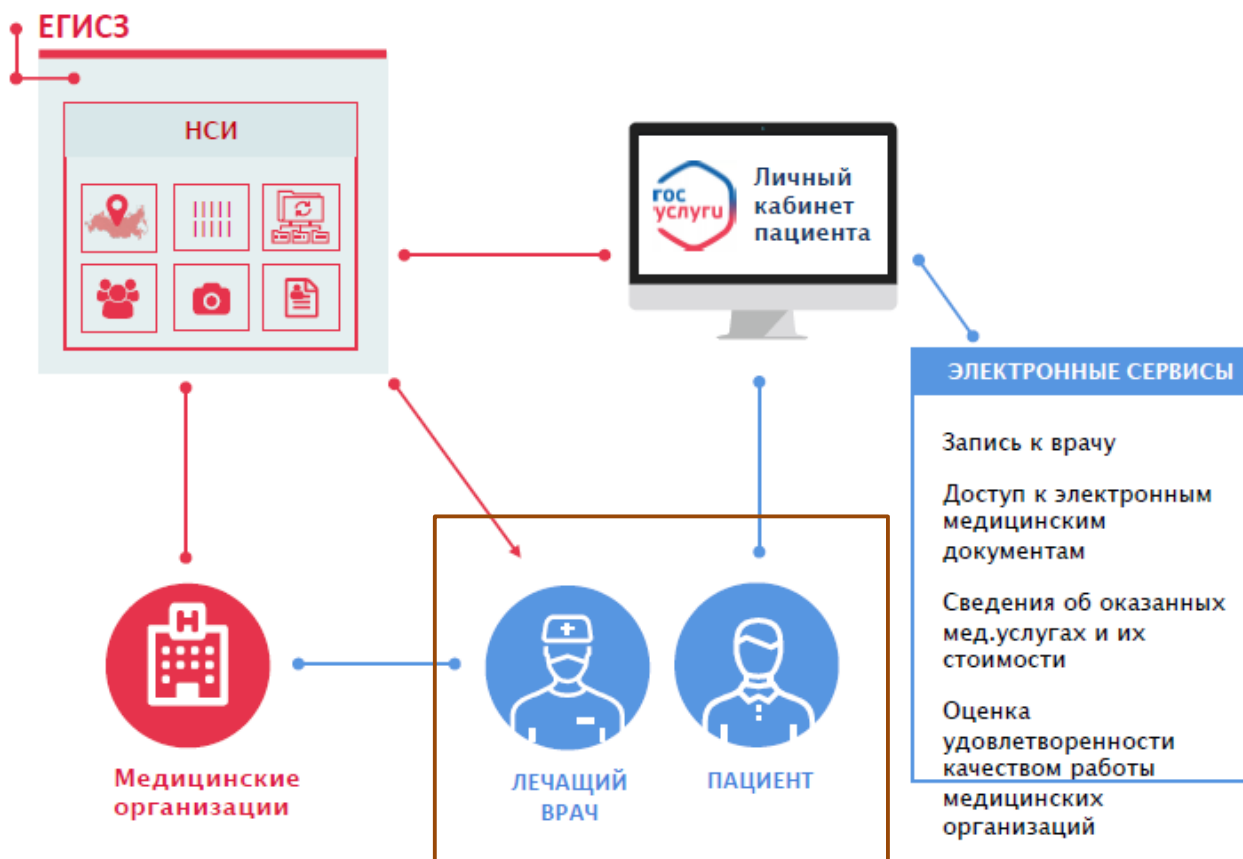 ЕГИСЗ
НСИ
гос
услуги
Личный
кабинет
пациента
ЭЛЕКТРОННЫЕ СЕРВИСЫ
Запись к врачу
Доступ к электронным
медицинским
документам
Сведения об оказанных
мед.услугах и их
стоимости
Оценка
удовлетворенности
качеством работы
медицинских
организаций
H
Медицинские
организации
ЛЕЧАЩИЙ
ВРАЧ
ПАЦИЕНТ